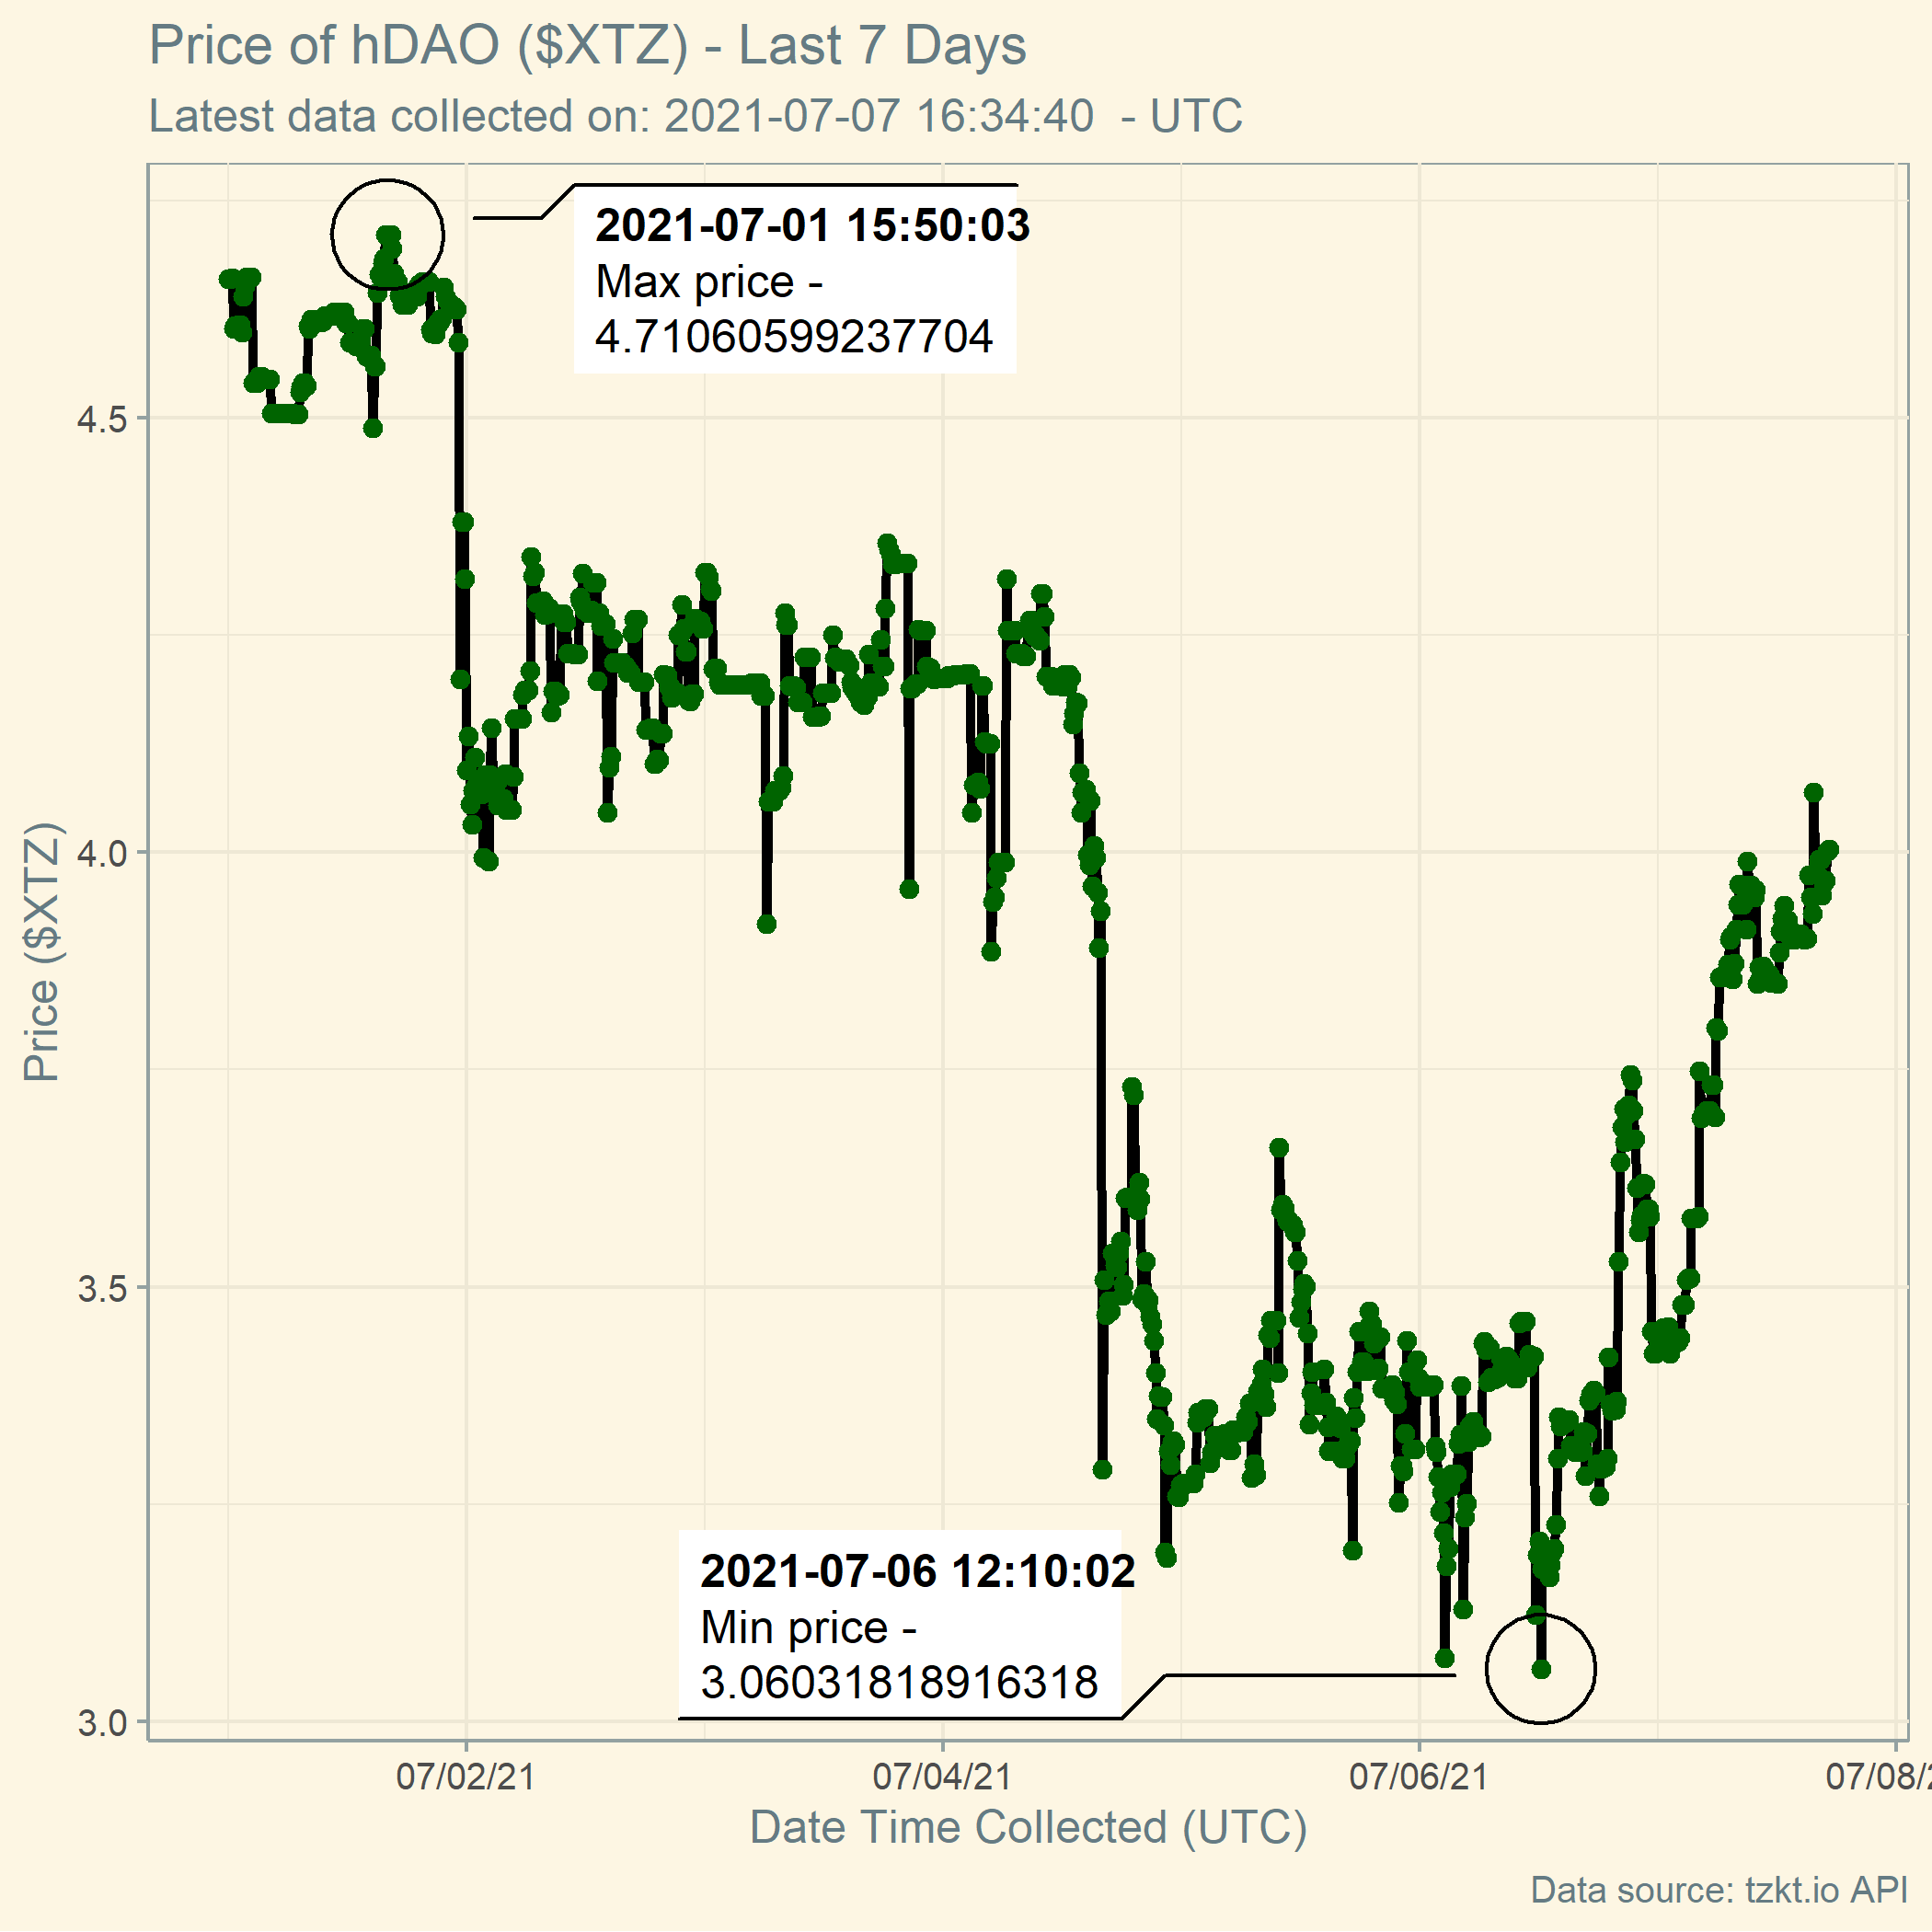 Price of hDAO ($XTZ) - Last 7 Days
Latest data collected on: 2021-07-07 16:34:40  - UTC
2021-07-01 15:50:03
Max price -
4.71060599237704
4.5
4.0
3.5
3.0
Price ($XTZ)
2021-07-06 12:10:02
Min price -
3.06031818916318
07/02/21
07/04/21
07/06/21
07/08/2
Date Time Collected (UTC)
Data source: tzkt.io API